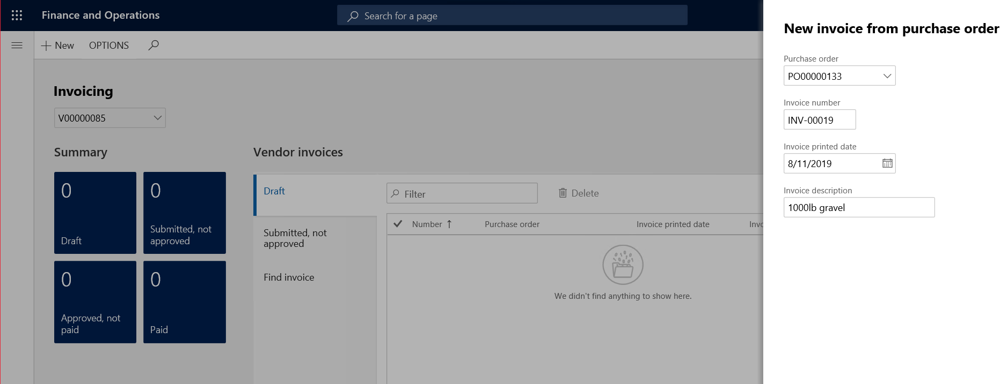 Finance and Operations
Search for a page
New
OPTIONS
Invoicing
V00000085
Summary
0
Draft
0
Submitted, not
approved
0
Approved, not
paid
0
Paid
Vendor invoices
Draft
Submitted, not
approved
Find invoice
Filter
Delete
Number
Purchase order
Invoice printed date
Invo
We didn't find anything to show here.
New invoice from purchase order
Purchase order
PO00000133
Invoice number
INV-00019
Invoice printed date
8/11/2019
Invoice description
1000lb gravel